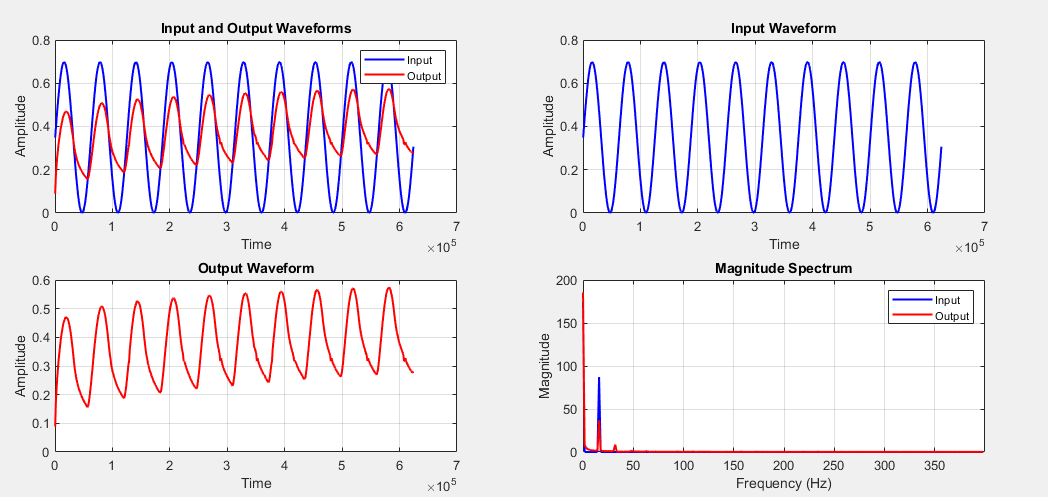 Input and Output Waveforms
0.8
0.6
0.4
0.2
0
Amplitude
Input
Output
0 1 2 3 4 5 6 7
Time
×10^5
Input Waveform
0.8
0.6
0.4
0.2
0
Amplitude
0 1 2 3 4 5 6 7
Time
×10^5
Output Waveform
0.6
0.5
0.4
0.3
0.2
0.1
0
Amplitude
0 1 2 3 4 5 6 7
Time
×10^5
Magnitude Spectrum
200
150
100
50
0
Magnitude
Input
Output
0 50 100 150 200 250 300 350
Frequency (Hz)